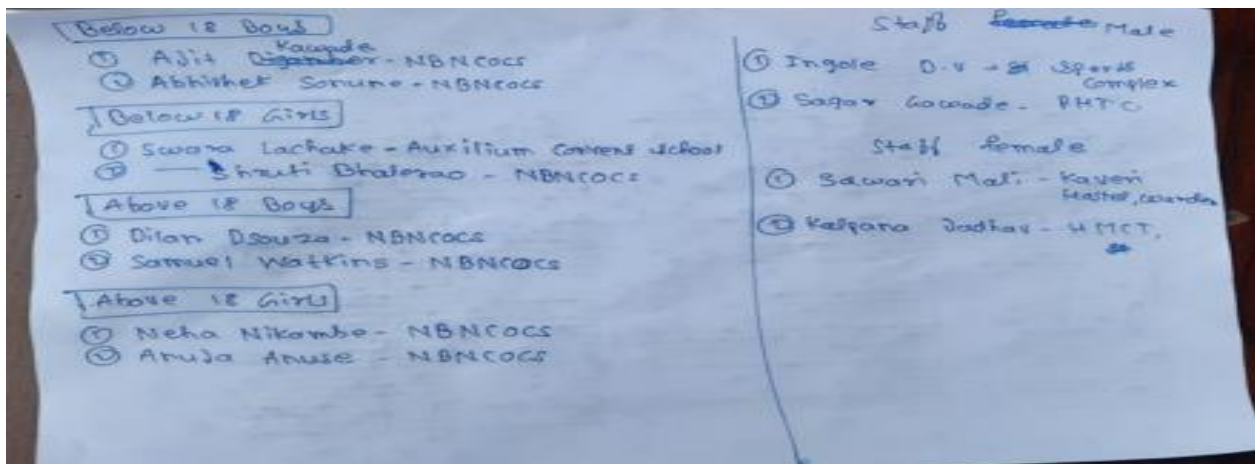 Below 18 Boys
① Ajit Kawade - NBNCOCS
② Abhishek Sonune - NBNCOCS
Below 18 Girls
① Swara Lachake - Auxilium Convent School
② Shruti Bhalerao - NBNCOCS
Above 18 Boys
① Dilan Dsouza - NBNCOCS
② Samuel Watkins - NBNCOCS
Above 18 Girls
① Neha Nikambe - NBNCOCS
② Anuja Anuse - NBNCOCS
Staff Male
① Ingole D.V - Sports
Complex
② Sagar Gawade - PHTC
Staff female
① Sawari Mali - Kaveri
Hostel, warden
② Kalpana Jadhav - HMCT,